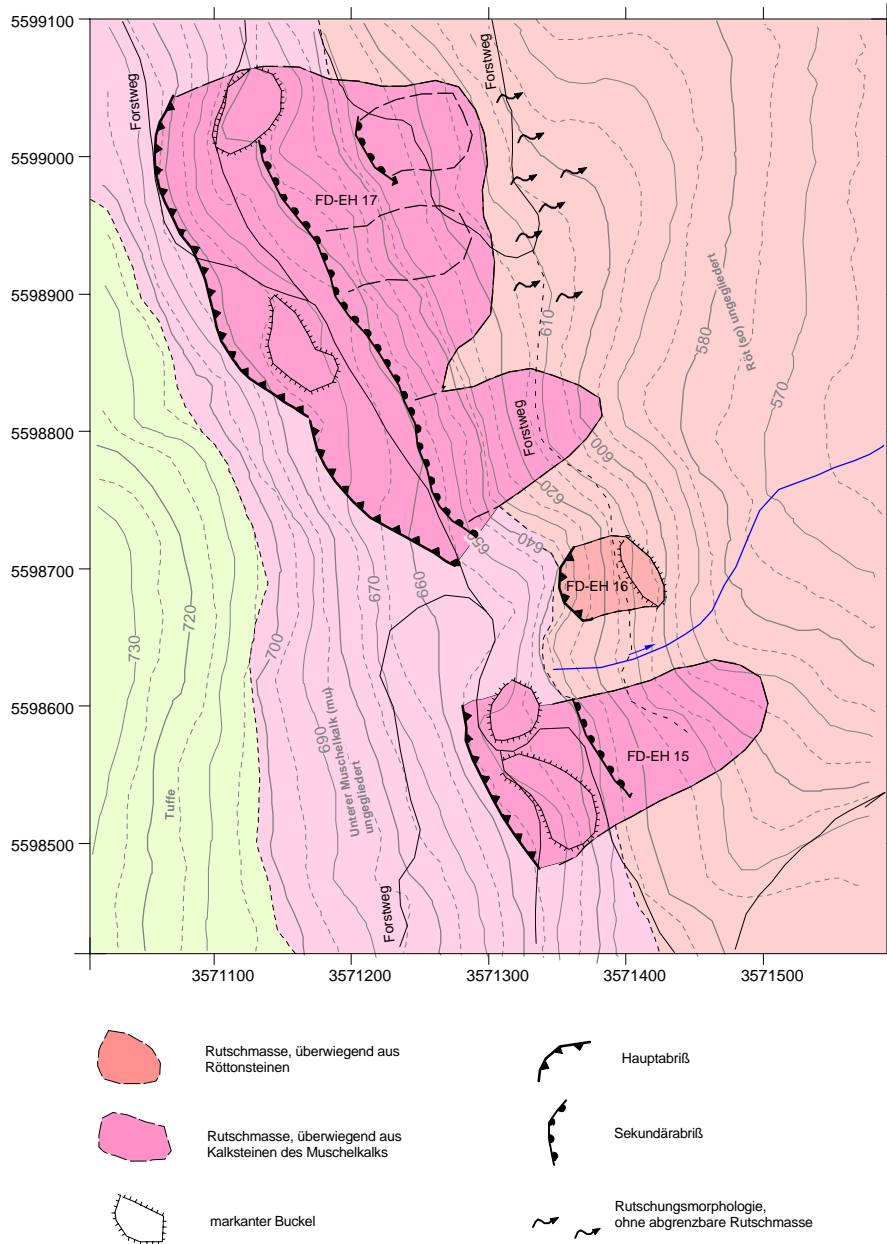 5599100
5599000
5598900
5598800
5598700
5598600
5598500
Forstweg
Forstweg
FD-EH 17
610
580
Röt (so) ungegliedert
570
Forstweg
600
620
640
650
660
670
FD-EH 16
730
720
700
690
Unterer Muschelkalk (mu)
ungegliedert
Tuffe
FD-EH 15
Forstweg
3571100
3571200
3571300
3571400
3571500
Rutschmasse, überwiegend aus
Röttonsteinen
Hauptabriß
Rutschmasse, überwiegend aus
Kalksteinen des Muschelkalks
Sekundärabriß
markanter Buckel
Rutschungsmorphologie,
ohne abgrenzbare Rutschmasse